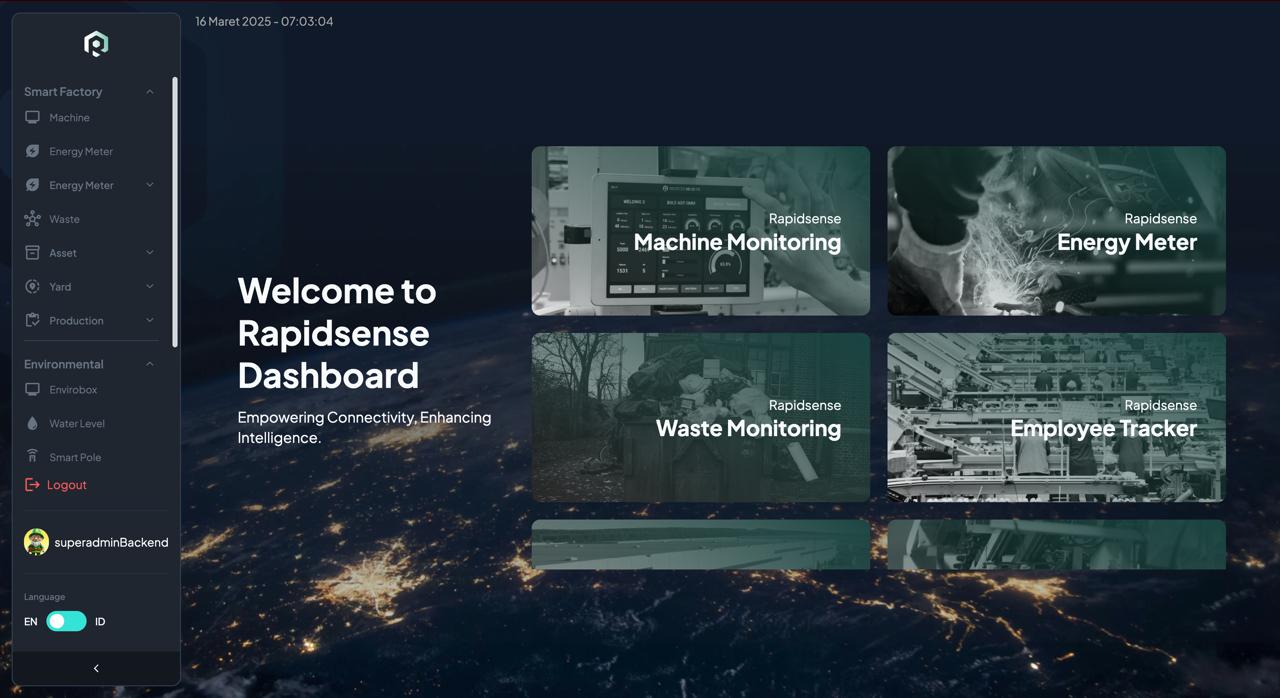 16 Maret 2025 - 07:03:04
Smart Factory
Machine
Energy Meter
Energy Meter
Waste
Asset
Yard
Production
Environmental
Envirobox
Water Level
Smart Pole
Logout
superadminBackend
Language
EN ID
Welcome to
Rapidsense
Dashboard
Empowering Connectivity, Enhancing
Intelligence.
Rapidsense
Machine Monitoring
Rapidsense
Energy Meter
Rapidsense
Waste Monitoring
Rapidsense
Employee Tracker